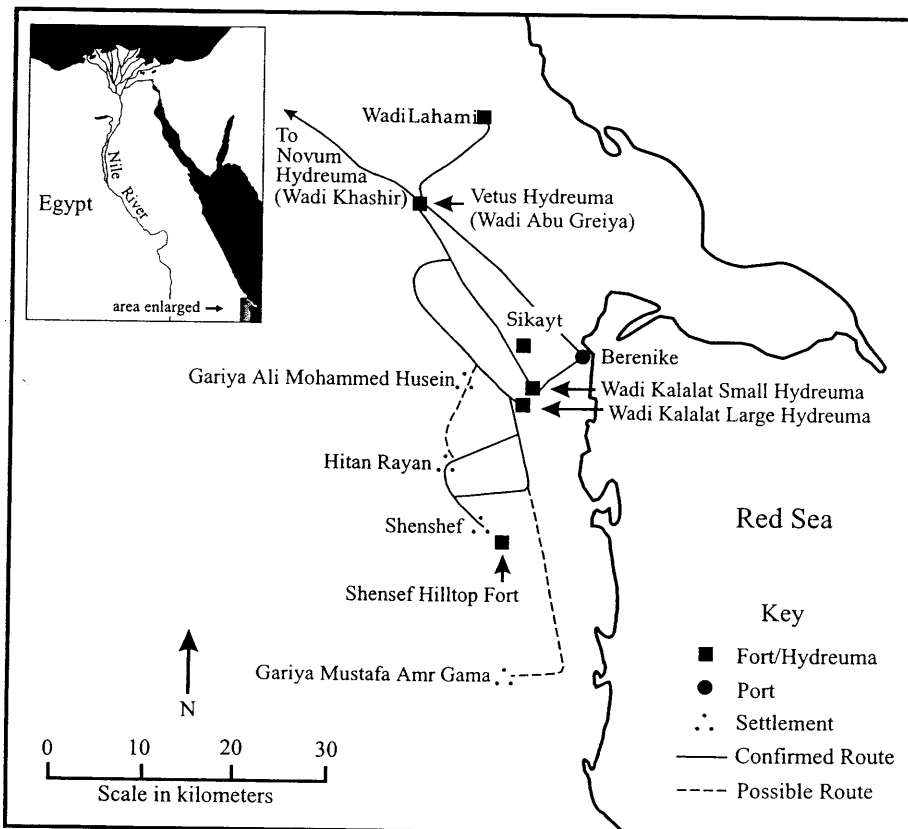 Nile
River
Egypt
area enlarged
Wadi Lahami
To
Novum
Hydreuma
(Wadi Khashir)
Vetus Hydreuma
(Wadi Abu Greiya)
Sikayt
Berenike
Gariya Ali Mohammed Husein
Wadi Kalalat Small Hydreuma
Wadi Kalalat Large Hydreuma
Hitan Rayan
Shenshef
Red Sea
Shensef Hilltop Fort
Gariya Mustafa Amr Gama
N
0 10 20 30
Scale in kilometers
Key
Fort/Hydreuma
Port
Settlement
Confirmed Route
Possible Route